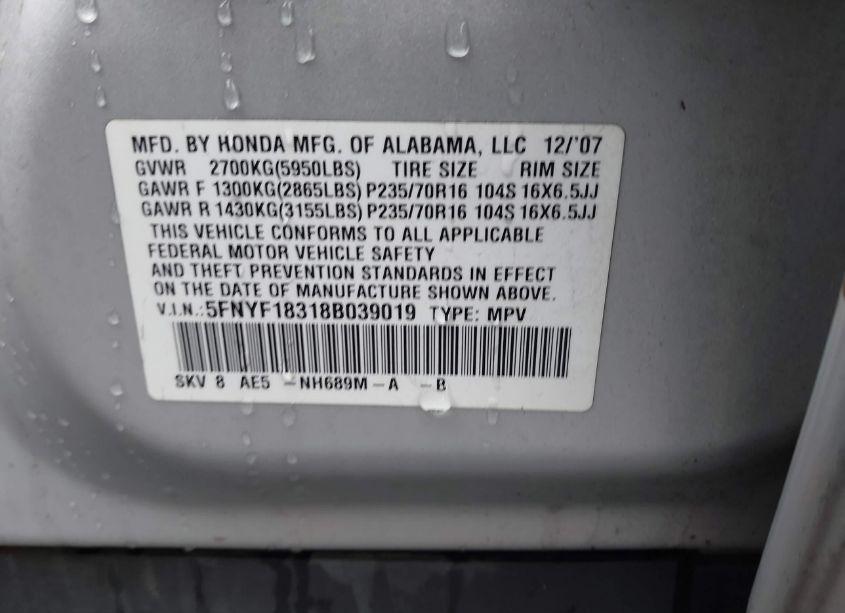 MFD. BY HONDA MFG. OF ALABAMA, LLC 12/'07
GVWR 2700KG(5950LBS) TIRE SIZE RIM SIZE
GAWR F 1300KG(2865LBS) P235/70R16 104S 16X6.5JJ
GAWR R 1430KG(3155LBS) P235/70R16 104S 16X6.5JJ
THIS VEHICLE CONFORMS TO ALL APPLICABLE
FEDERAL MOTOR VEHICLE SAFETY
AND THEFT PREVENTION STANDARDS IN EFFECT
ON THE DATE OF MANUFACTURE SHOWN ABOVE.
V.I.N.: 5FNYF18318B039019 TYPE: MPV
SKV 8 AE5 -NH689M-A -B